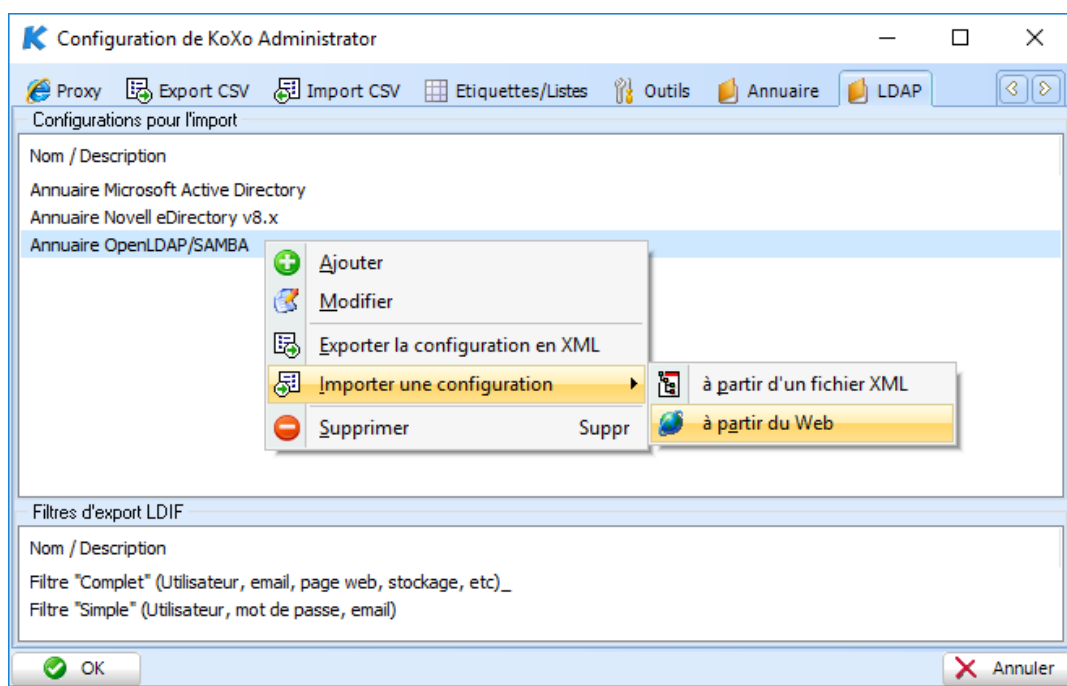 Configuration de KoXo Administrator
Proxy Export CSV Import CSV Etiquettes/Listes Outils Annuaire LDAP
Configurations pour l'import
Nom / Description
Annuaire Microsoft Active Directory
Annuaire Novell eDirectory v8.x
Annuaire OpenLDAP/SAMBA
Ajouter
Modifier
Exporter la configuration en XML
Importer une configuration
à partir d'un fichier XML
à partir du Web
Supprimer Suppr
Filtres d'export LDIF
Nom / Description
Filtre "Complet" (Utilisateur, email, page web, stockage, etc)_
Filtre "Simple" (Utilisateur, mot de passe, email)
OK Annuler